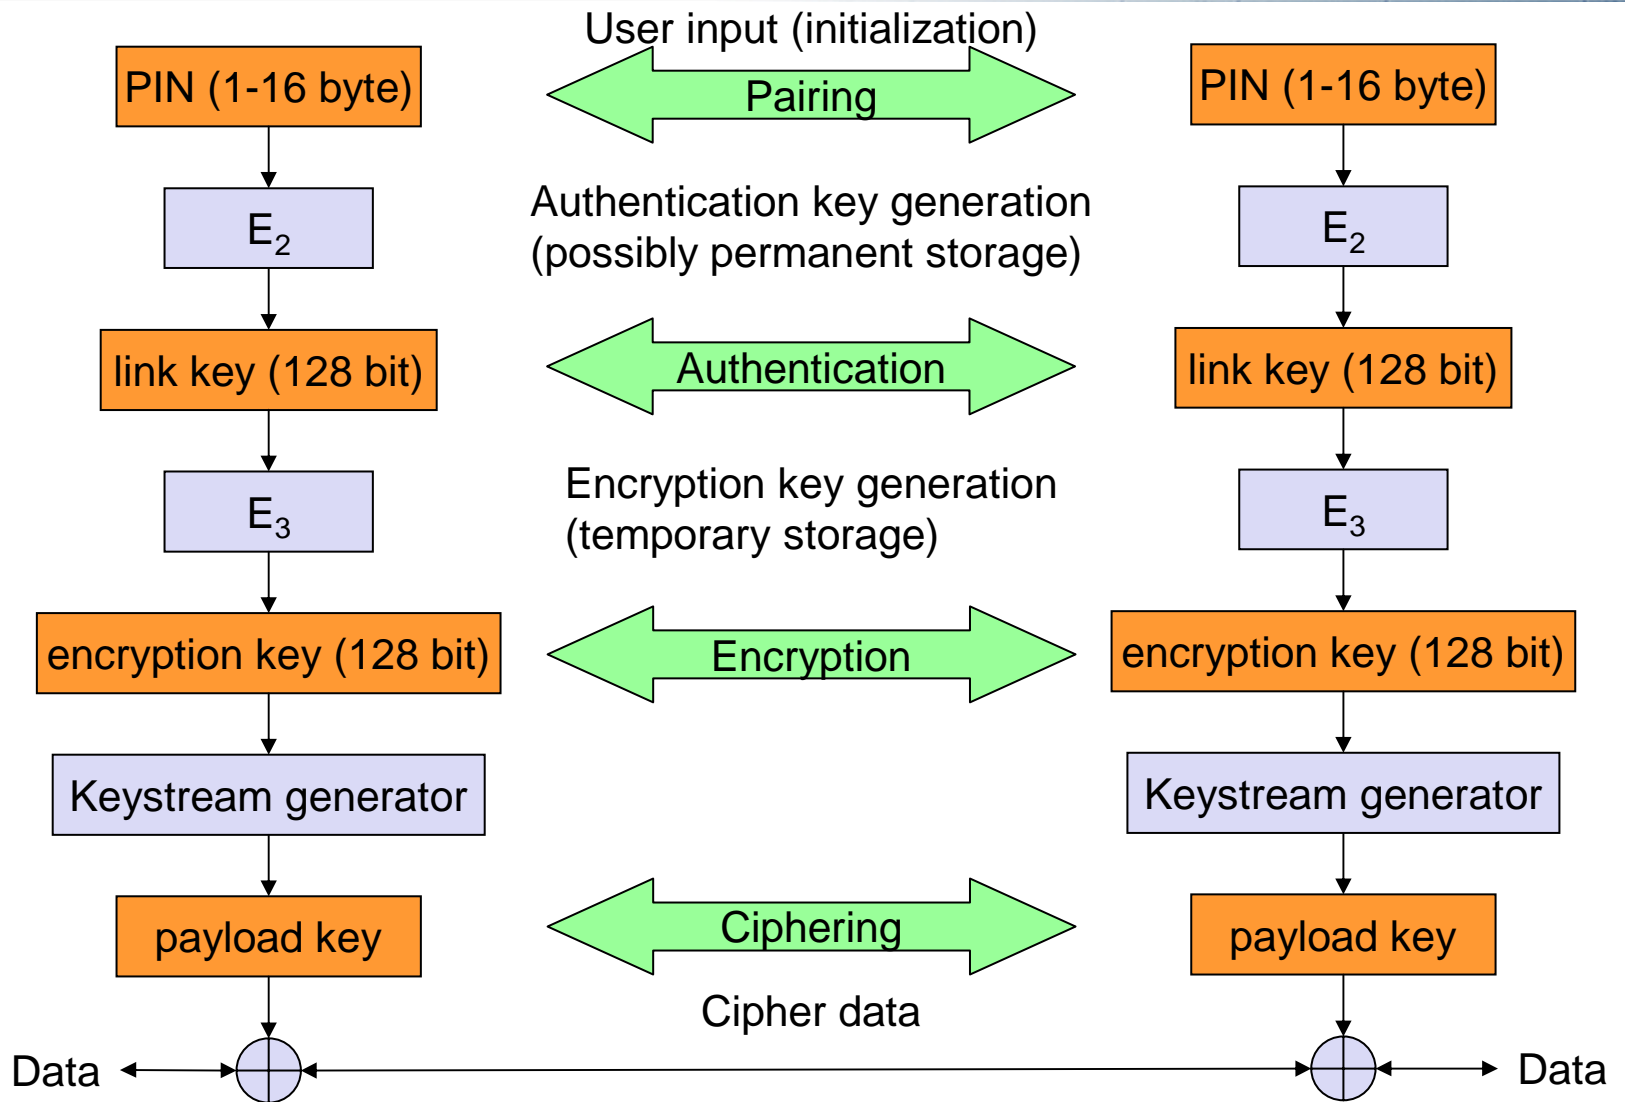 User input (initialization)
PIN (1-16 byte)
Pairing
PIN (1-16 byte)
E2
Authentication key generation
(possibly permanent storage)
E2
link key (128 bit)
Authentication
link key (128 bit)
E3
Encryption key generation
(temporary storage)
E3
encryption key (128 bit)
Encryption
encryption key (128 bit)
Keystream generator
Keystream generator
payload key
Ciphering
payload key
Cipher data
Data
Data